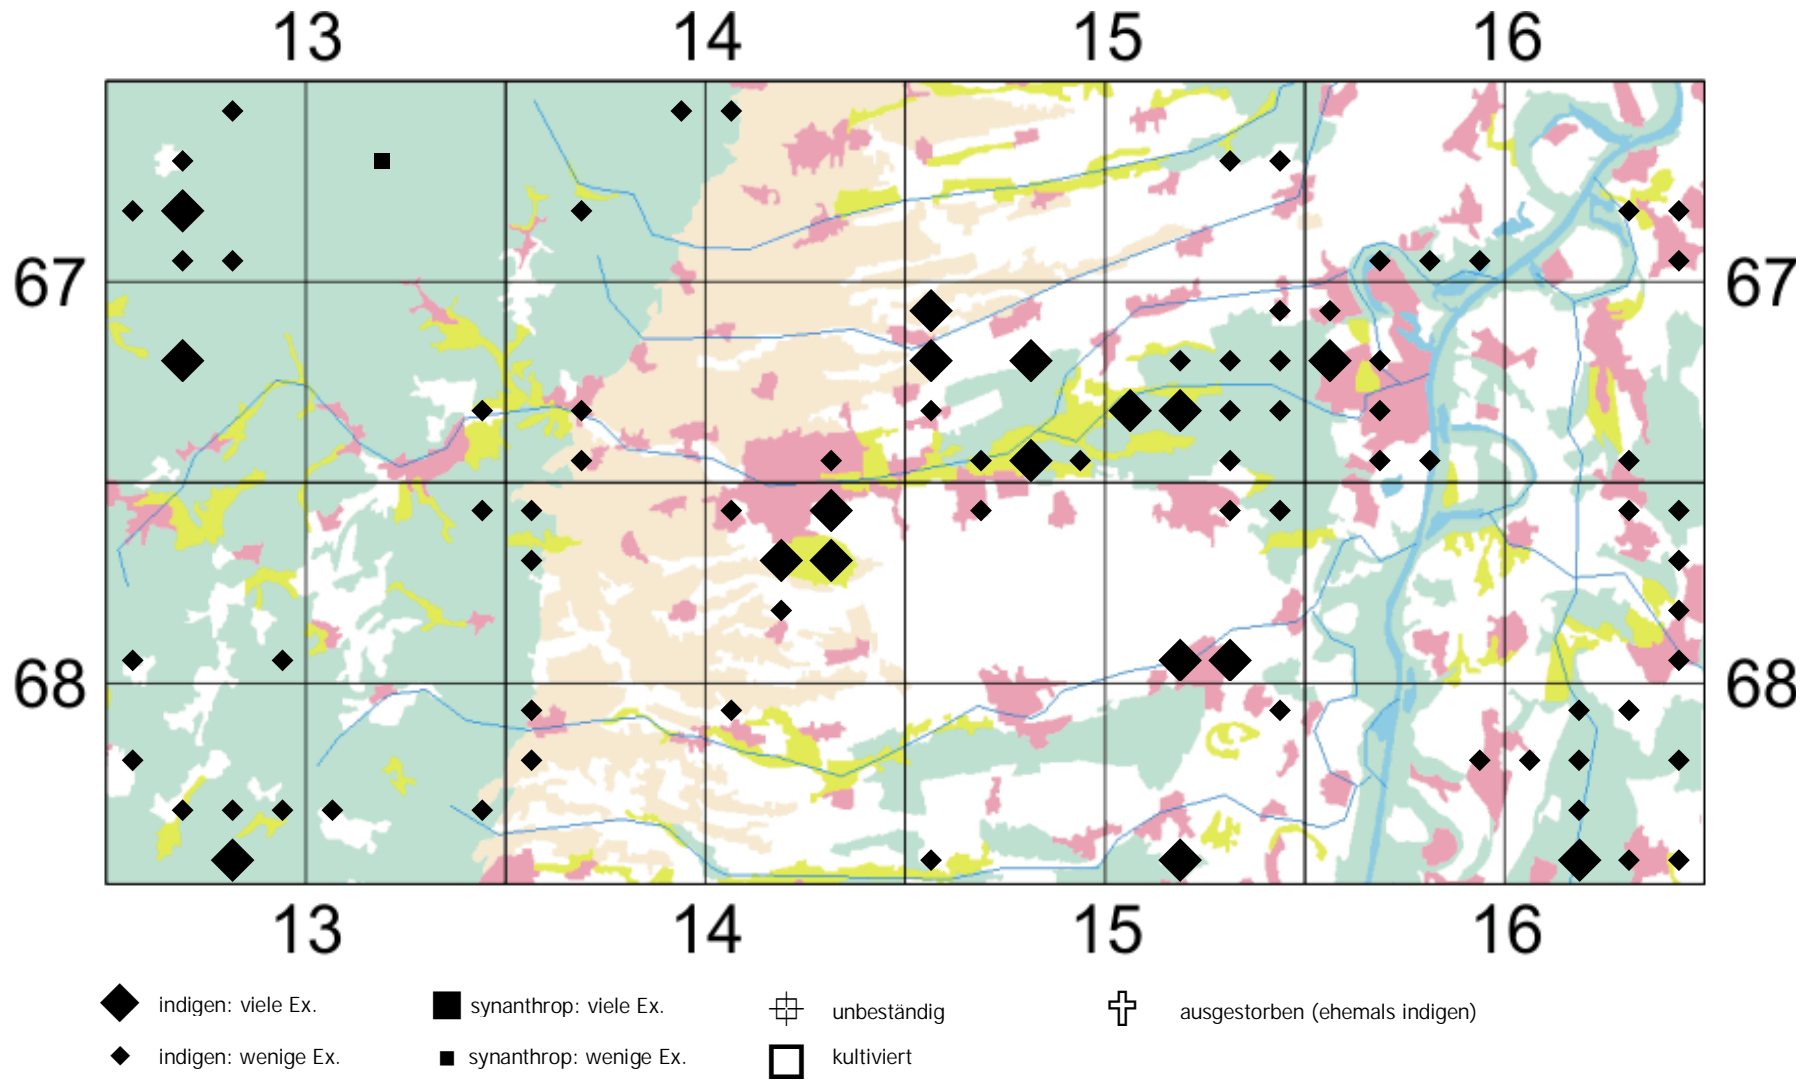 13 14 15 16
67 67
68 68
13 14 15 16
indigen: viele Ex. synanthrop: viele Ex. unbeständig ausgestorben (ehemals indigen)
indigen: wenige Ex. synanthrop: wenige Ex. kultiviert